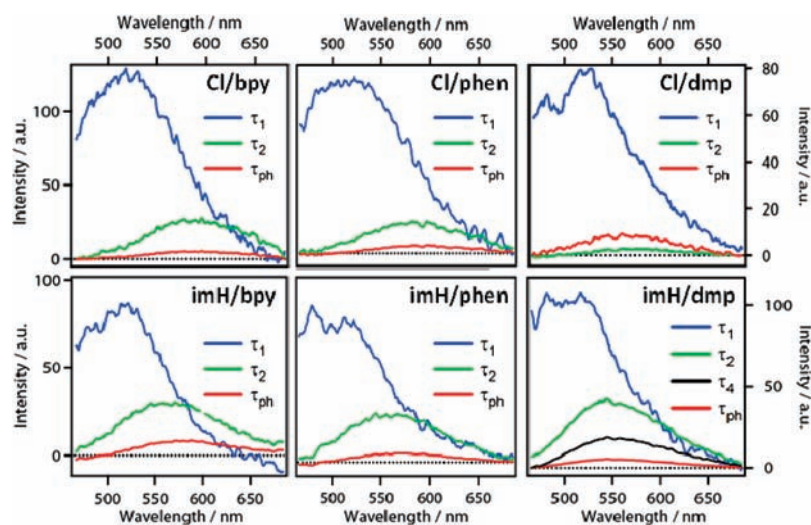 Wavelength / nm Wavelength / nm Wavelength / nm
500 550 600 650 500 550 600 650 500 550 600 650
Intensity / a.u.
100
50
0
Cl/bpy
τ1
τ2
τph
Cl/phen
τ1
τ2
τph
Cl/dmp
τ1
τ2
τph
80
60
40
20
0
Intensity / a.u.
Intensity / a.u.
50
0
imH/bpy
τ1
τ2
τph
imH/phen
τ1
τ2
τph
imH/dmp
τ1
τ2
τ4
τph
100
50
0
Intensity / a.u.
500 550 600 650 500 550 600 650 500 550 600 650
Wavelength / nm Wavelength / nm Wavelength / nm